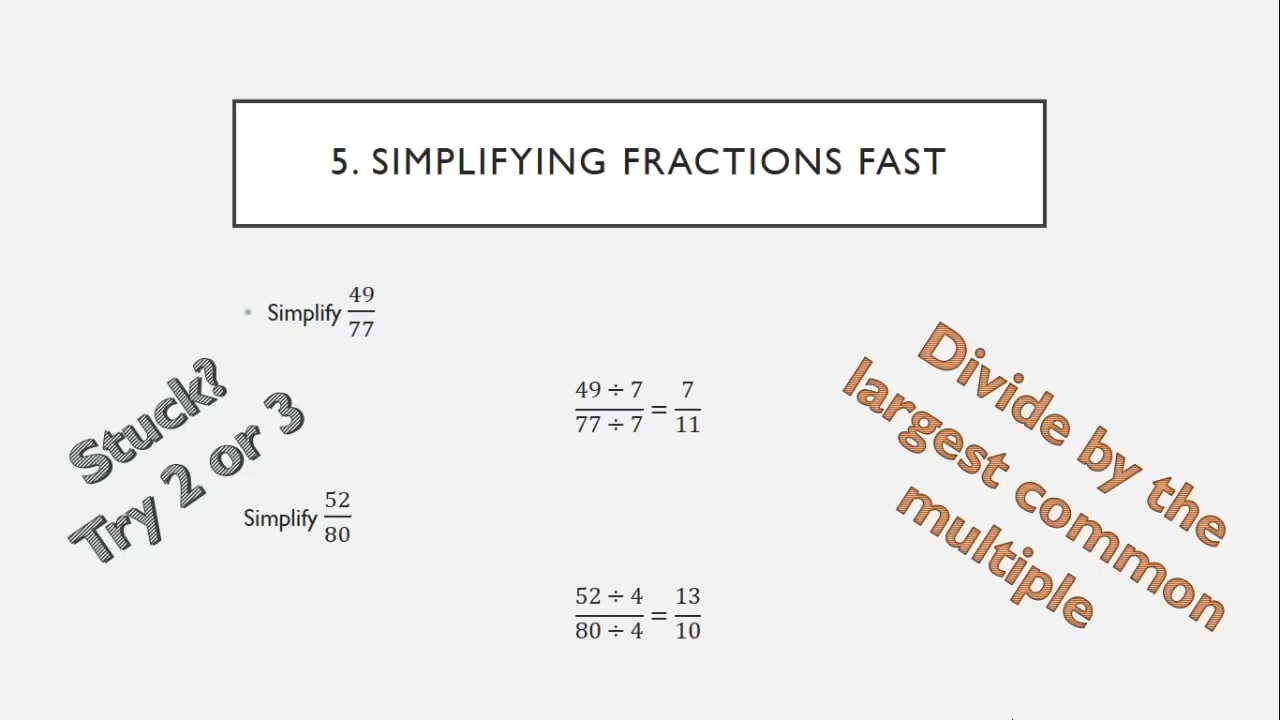 5. SIMPLIFYING FRACTIONS FAST
• Simplify 49/77
Stuck?
Try 2 or 3
49 ÷ 7 / 77 ÷ 7 = 7/11
Divide by the
largest common
multiple
Simplify 52/80
52 ÷ 4 / 80 ÷ 4 = 13/10